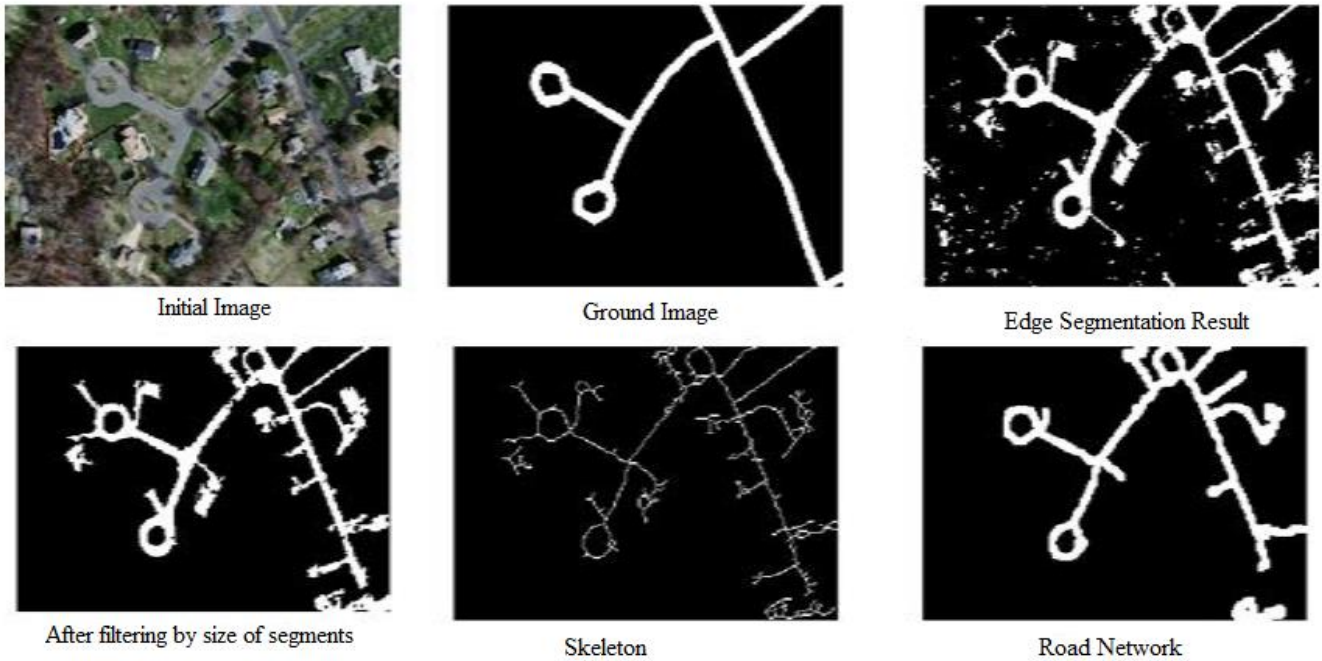 Initial Image
Ground Image
Edge Segmentation Result
After filtering by size of segments
Skeleton
Road Network